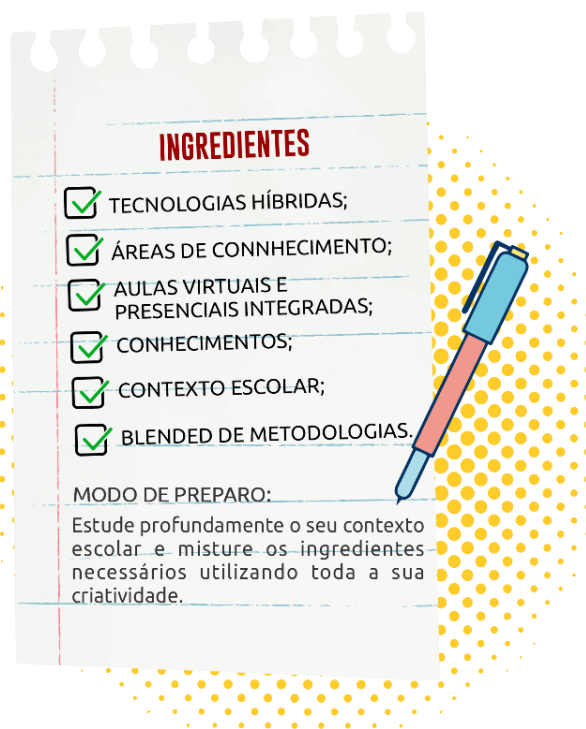 INGREDIENTES
TECNOLOGIAS HÍBRIDAS;
ÁREAS DE CONNHECIMENTO;
AULAS VIRTUAIS E
PRESENCIAIS INTEGRADAS;
CONHECIMENTOS;
CONTEXTO ESCOLAR;
BLENDED DE METODOLOGIAS.
MODO DE PREPARO:
Estude profundamente o seu contexto
escolar e misture os ingredientes
necessários utilizando toda a sua
criatividade.